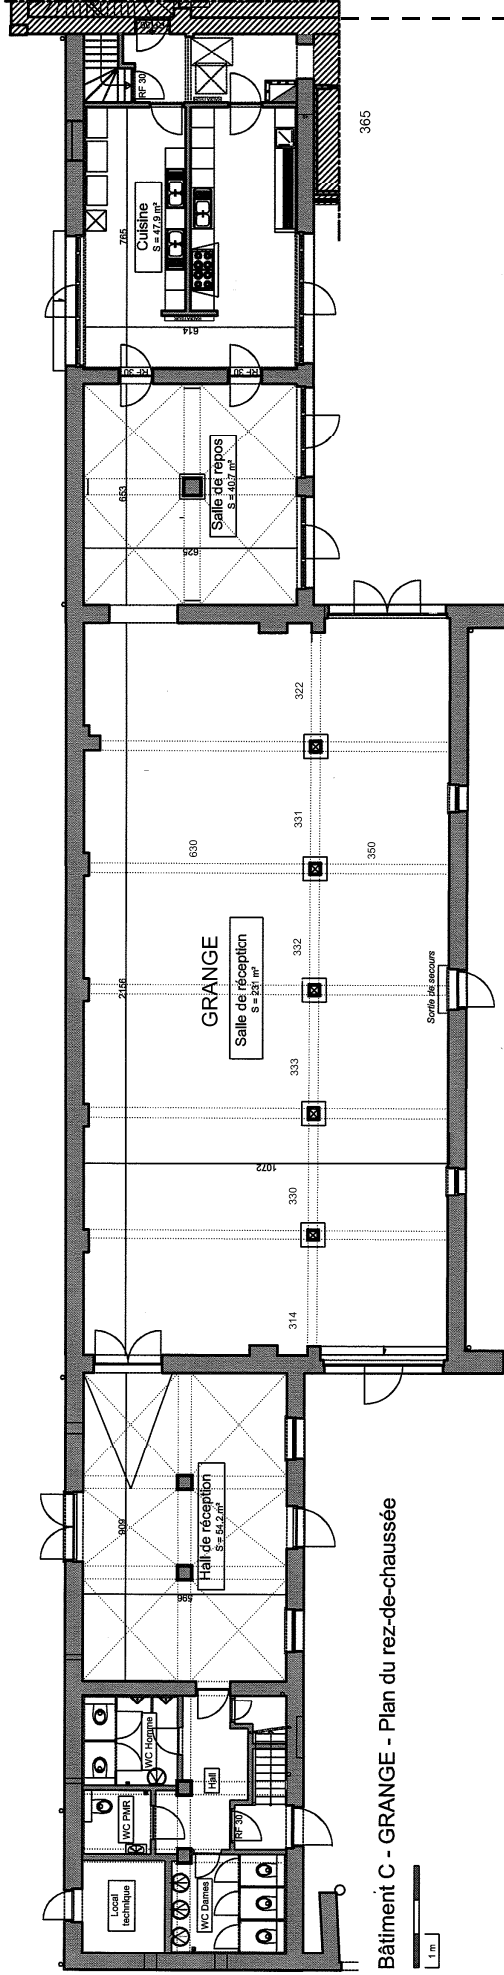 365
RF 30
Cuisine
S = 47.9 m²
765
614
RF 30
RF 30
Salle de repos
S = 40.7 m²
653
625
322
331
630
350
GRANGE
Salle de réception
S = 231 m²
332
2156
Sortie de secours
333
1072
330
314
Hall de réception
S = 54.2 m²
909
596
WC Homme
Hall
WC PMR
RF 30
Local
technique
WC Dames
Bâtiment C - GRANGE - Plan du rez-de-chaussée
1 m